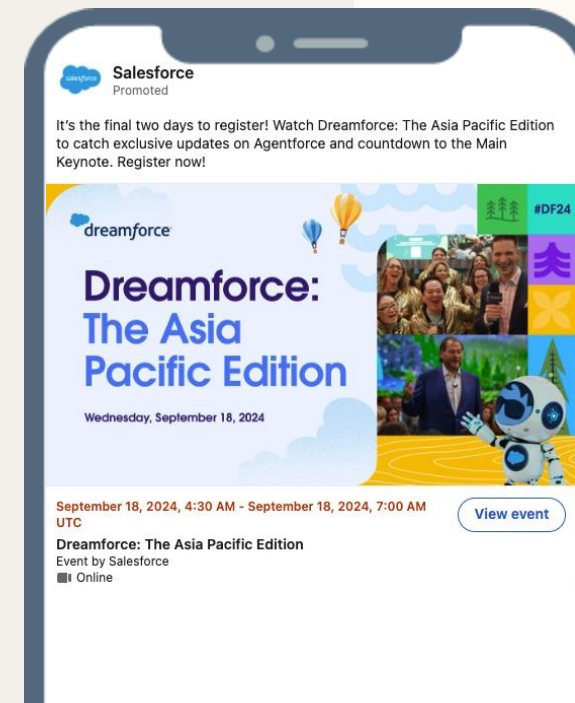 salesforce
Salesforce
Promoted
It's the final two days to register! Watch Dreamforce: The Asia Pacific Edition
to catch exclusive updates on Agentforce and countdown to the Main
Keynote. Register now!
dreamforce
#DF24
Dreamforce:
The Asia
Pacific Edition
Wednesday, September 18, 2024
September 18, 2024, 4:30 AM - September 18, 2024, 7:00 AM
UTC
View event
Dreamforce: The Asia Pacific Edition
Event by Salesforce
Online